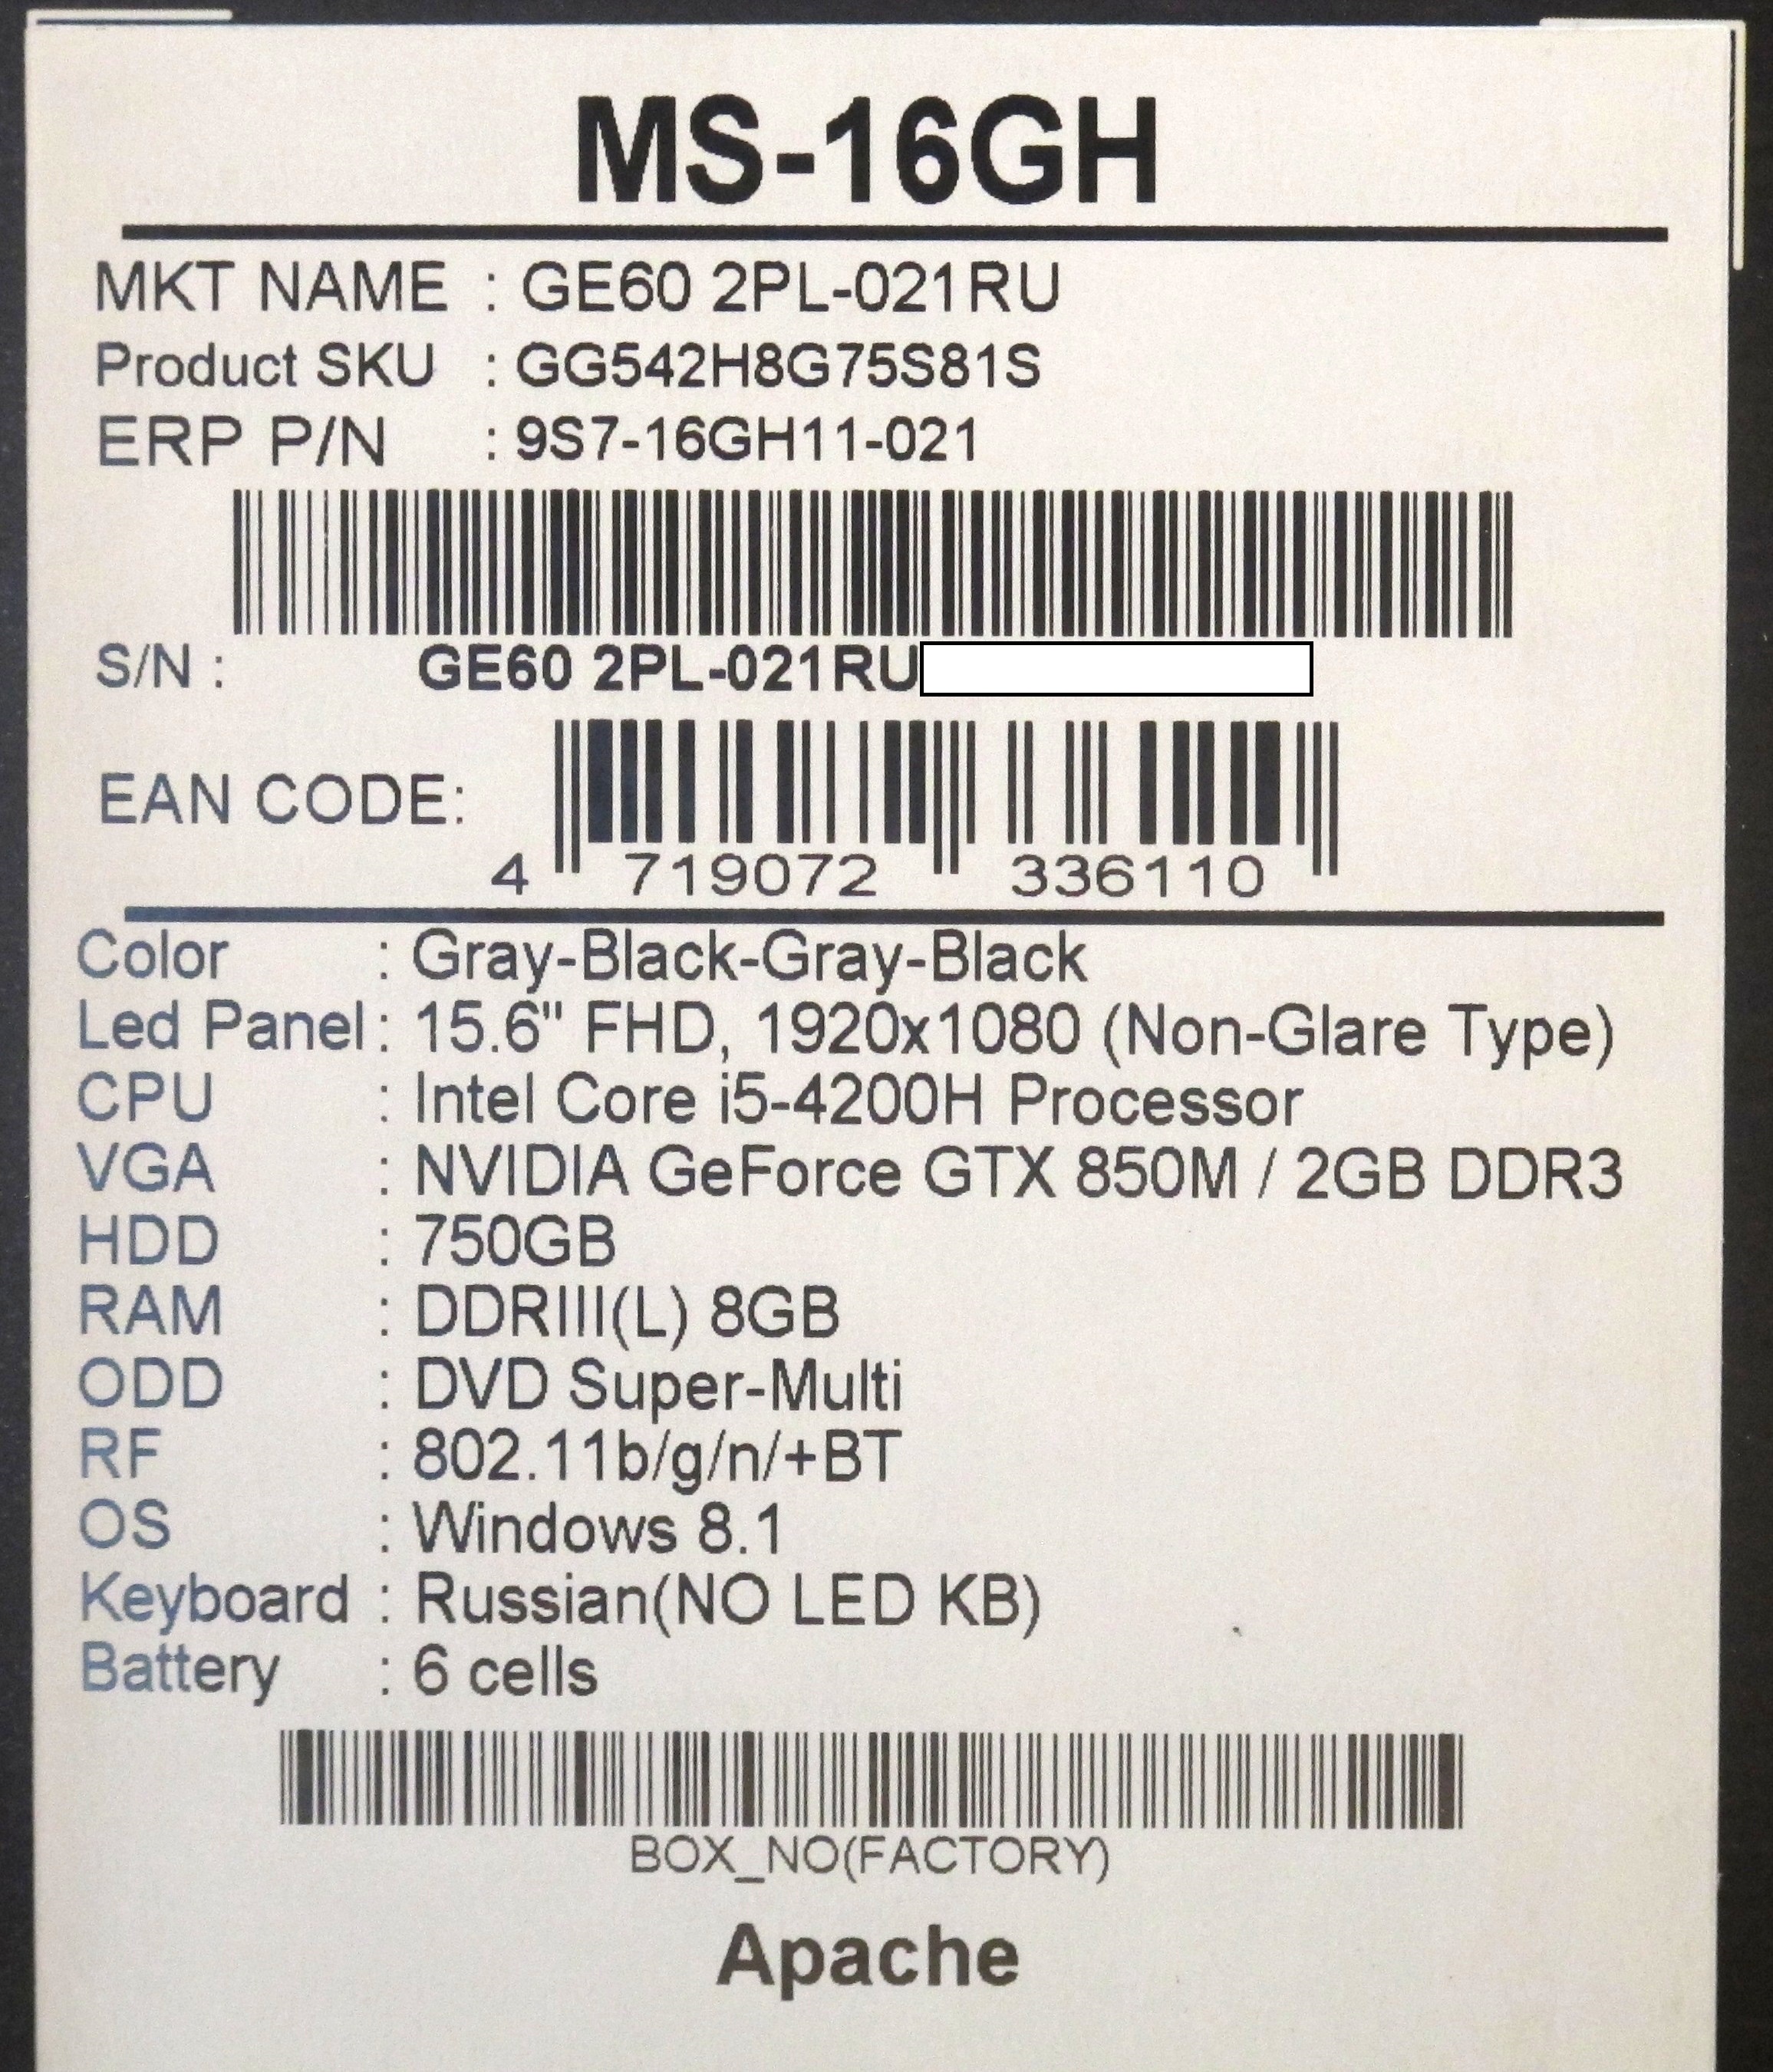 MS-16GH
MKT NAME : GE60 2PL-021RU
Product SKU : GG542H8G75S81S
ERP P/N : 9S7-16GH11-021
S/N : GE60 2PL-021RU
EAN CODE:
4 719072 336110
Color : Gray-Black-Gray-Black
Led Panel : 15.6" FHD, 1920x1080 (Non-Glare Type)
CPU : Intel Core i5-4200H Processor
VGA : NVIDIA GeForce GTX 850M / 2GB DDR3
HDD : 750GB
RAM : DDRIII(L) 8GB
ODD : DVD Super-Multi
RF : 802.11b/g/n/+BT
OS : Windows 8.1
Keyboard : Russian(NO LED KB)
Battery : 6 cells
BOX_NO(FACTORY)
Apache